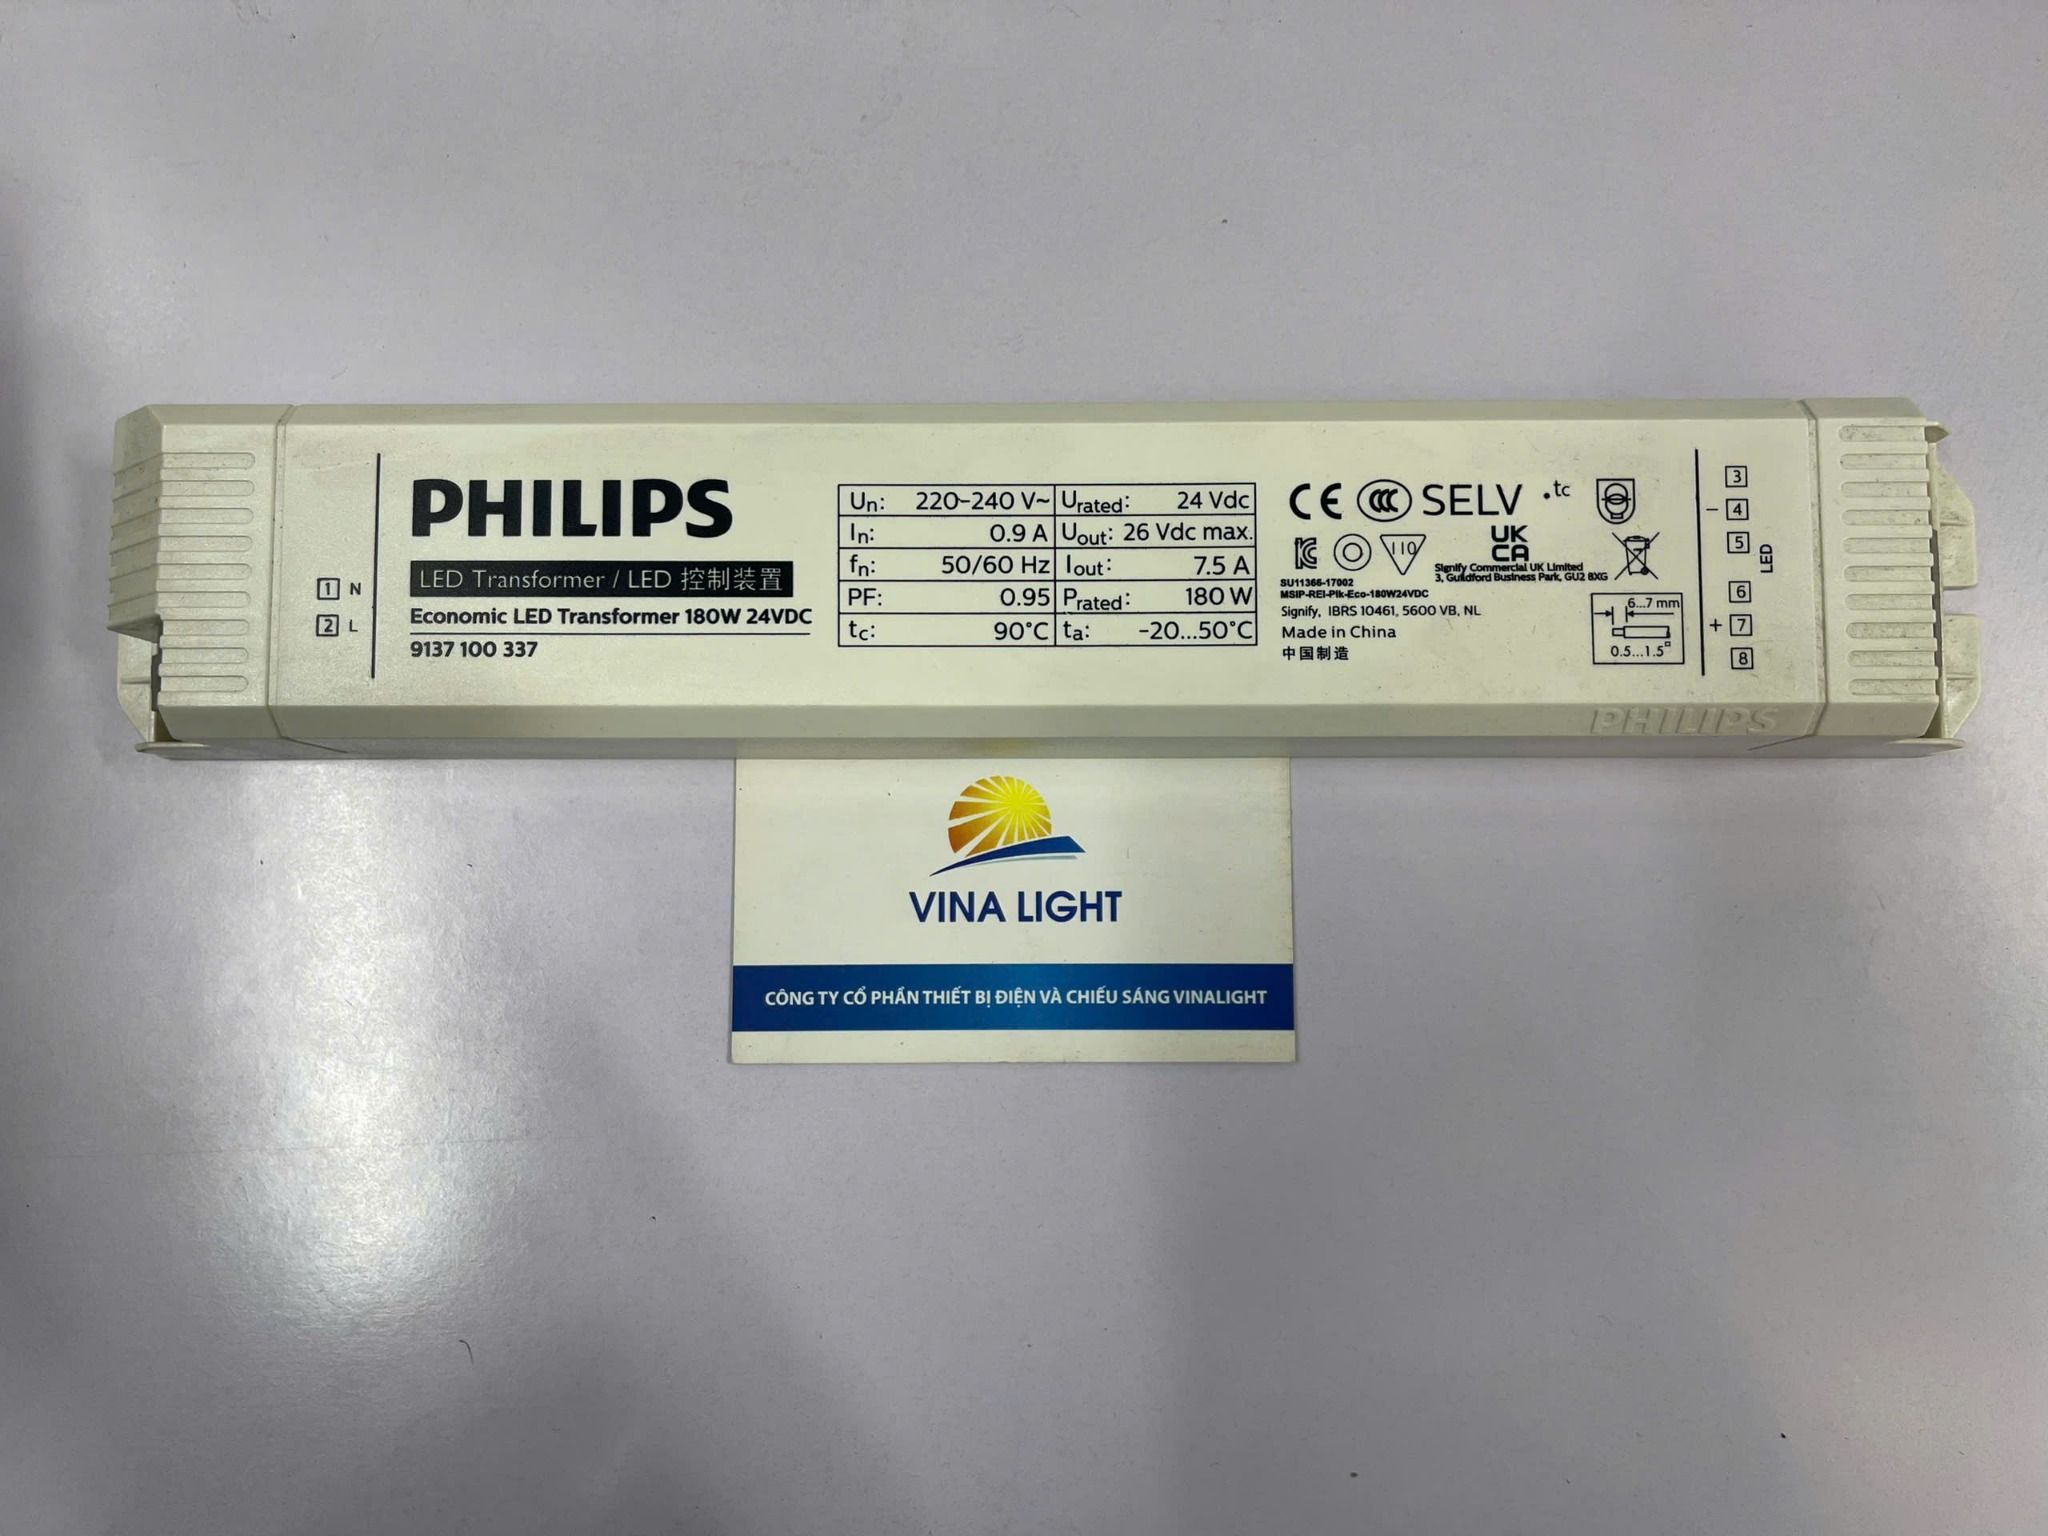 PHILIPS
LED Transformer / LED 控制装置
Economic LED Transformer 180W 24VDC
9137 100 337
1 N
2 L
Un: 220-240 V~ Urated: 24 Vdc
In: 0.9 A Uout: 26 Vdc max.
fn: 50/60 Hz Iout: 7.5 A
PF: 0.95 Prated: 180 W
tc: 90°C ta: -20...50°C
CE CCC SELV •tc
110 UK CA
Signify Commercial UK Limited
3, Guildford Business Park, GU2 8XG
SU11366-17002
MSIP-REI-Plk-Eco-180W24VDC
Signify, IBRS 10461, 5600 VB, NL
Made in China
中国制造
6...7 mm
0.5...1.5□
3
- 4
5
LED
6
+ 7
8
PHILIPS
VINA LIGHT
CÔNG TY CỔ PHẦN THIẾT BỊ ĐIỆN VÀ CHIẾU SÁNG VINALIGHT